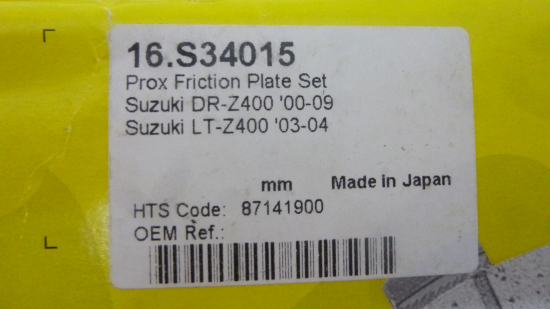 16.S34015
Prox Friction Plate Set
Suzuki DR-Z400 '00-09
Suzuki LT-Z400 '03-04
mm Made in Japan
HTS Code: 87141900
OEM Ref.: